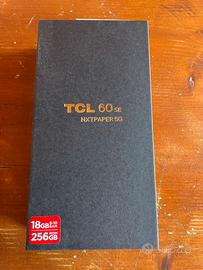 TCL 60 SE
NXTPAPER 5G
18GB
256GB